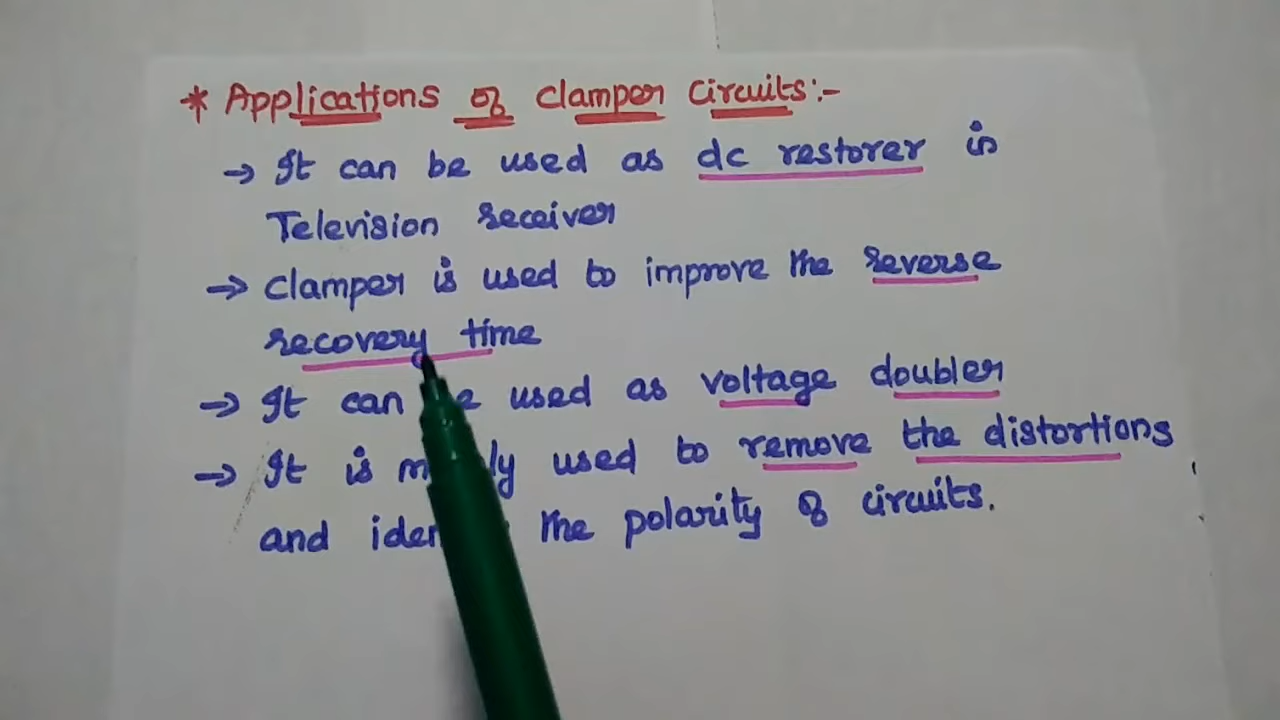 * Applications of clamper Circuits:-
→ It can be used as dc restorer in
Television receiver
→ clamper is used to improve the reverse
recovery time
→ It can used as voltage doubler
→ It is used to remove the distortions
and the polarity of circuits.